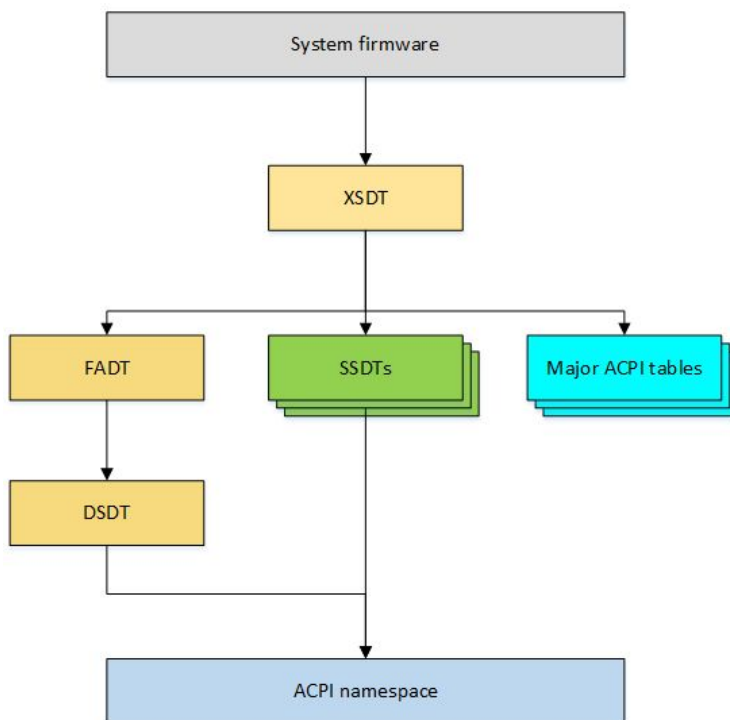 System firmware
XSDT
FADT
SSDTs
Major ACPI tables
DSDT
ACPI namespace